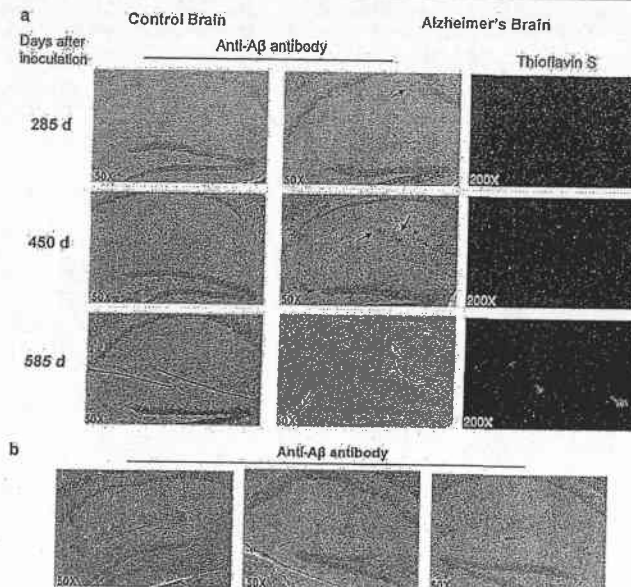 a
Control Brain
Alzheimer's Brain
Days after
Inoculation
Anti-Aβ antibody
Thioflavin S
285 d
50X
50X
200X
450 d
50X
50X
200X
585 d
50X
50X
200X
b
Anti-Aβ antibody
50X
50X